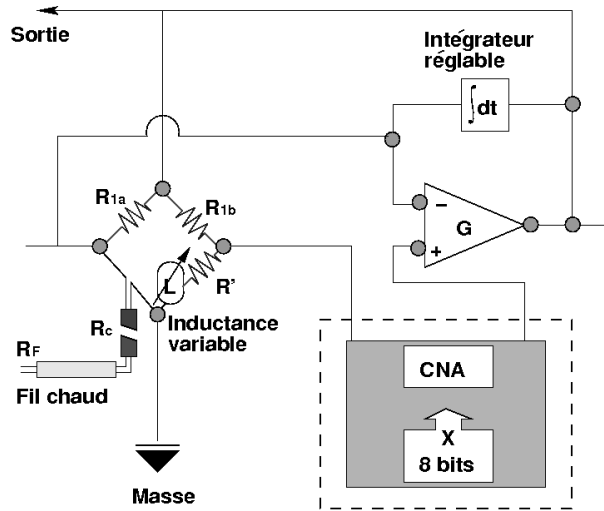 Sortie
Intégrateur
réglable
∫dt
R1a
R1b
−
G
+
L
R'
Rc
Inductance
variable
RF
Fil chaud
CNA
X
8 bits
Masse